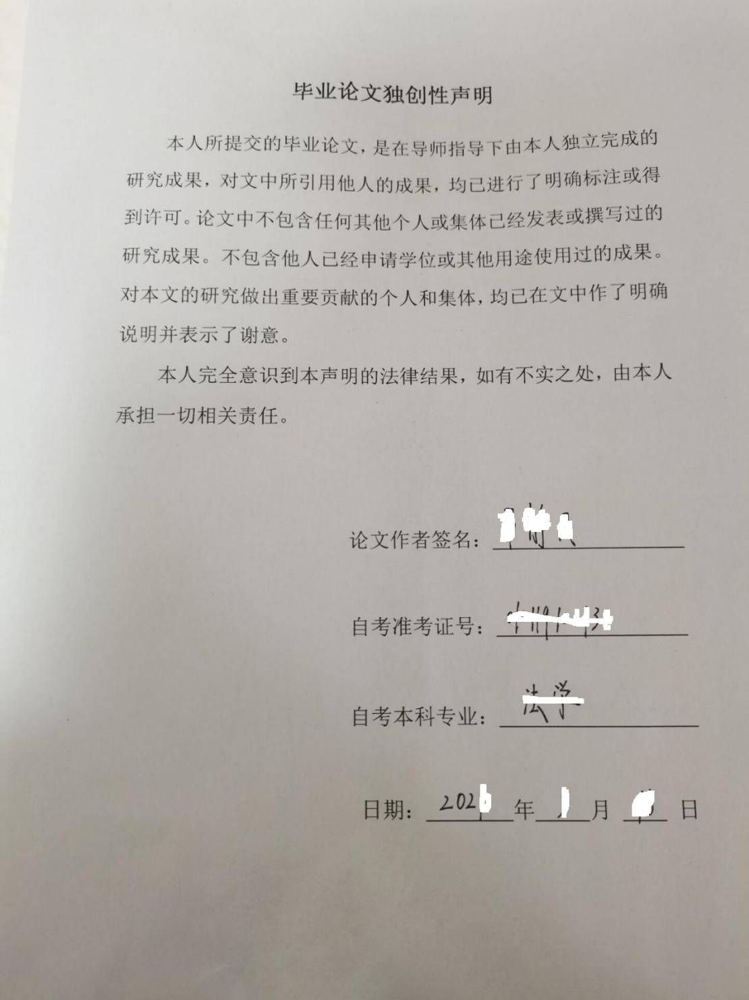 毕业论文独创性声明
本人所提交的毕业论文，是在导师指导下由本人独立完成的
研究成果，对文中所引用他人的成果，均已进行了明确标注或得
到许可。论文中不包含任何其他个人或集体已经发表或撰写过的
研究成果。不包含他人已经申请学位或其他用途使用过的成果。
对本文的研究做出重要贡献的个人和集体，均已在文中作了明确
说明并表示了谢意。
本人完全意识到本声明的法律结果，如有不实之处，由本人
承担一切相关责任。
论文作者签名：
自考准考证号：
自考本科专业：法学
日期：202 年 月 日